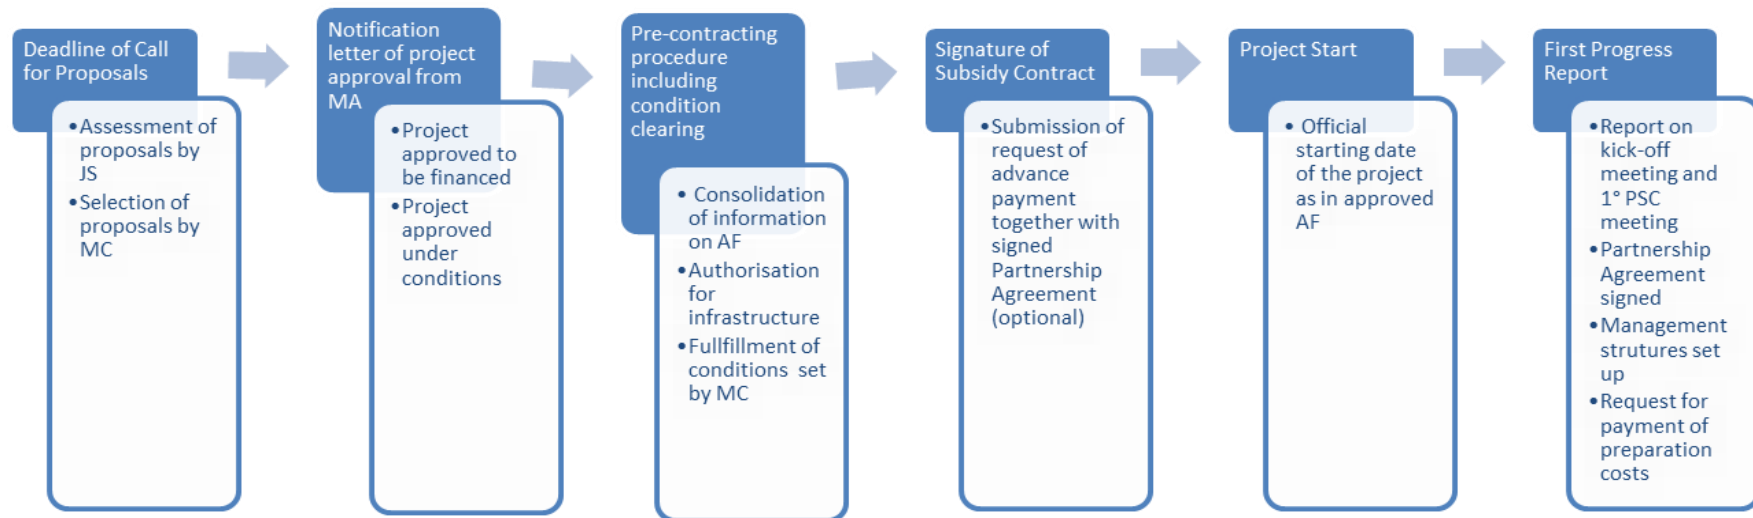 Deadline of Call
for Proposals
•Assessment of
proposals by
JS
•Selection of
proposals by
MC
Notification
letter of project
approval from
MA
•Project
approved to
be financed
•Project
approved
under
conditions
Pre-contracting
procedure
including
condition
clearing
• Consolidation
of information
on AF
•Authorisation
for
infrastructure
•Fullfillment of
conditions set
by MC
Signature of
Subsidy Contract
•Submission of
request of
advance
payment
together with
signed
Partnership
Agreement
(optional)
Project Start
• Official
starting date
of the project
as in approved
AF
First Progress
Report
•Report on
kick-off
meeting and
1° PSC
meeting
•Partnership
Agreement
signed
•Management
strutures set
up
•Request for
payment of
preparation
costs